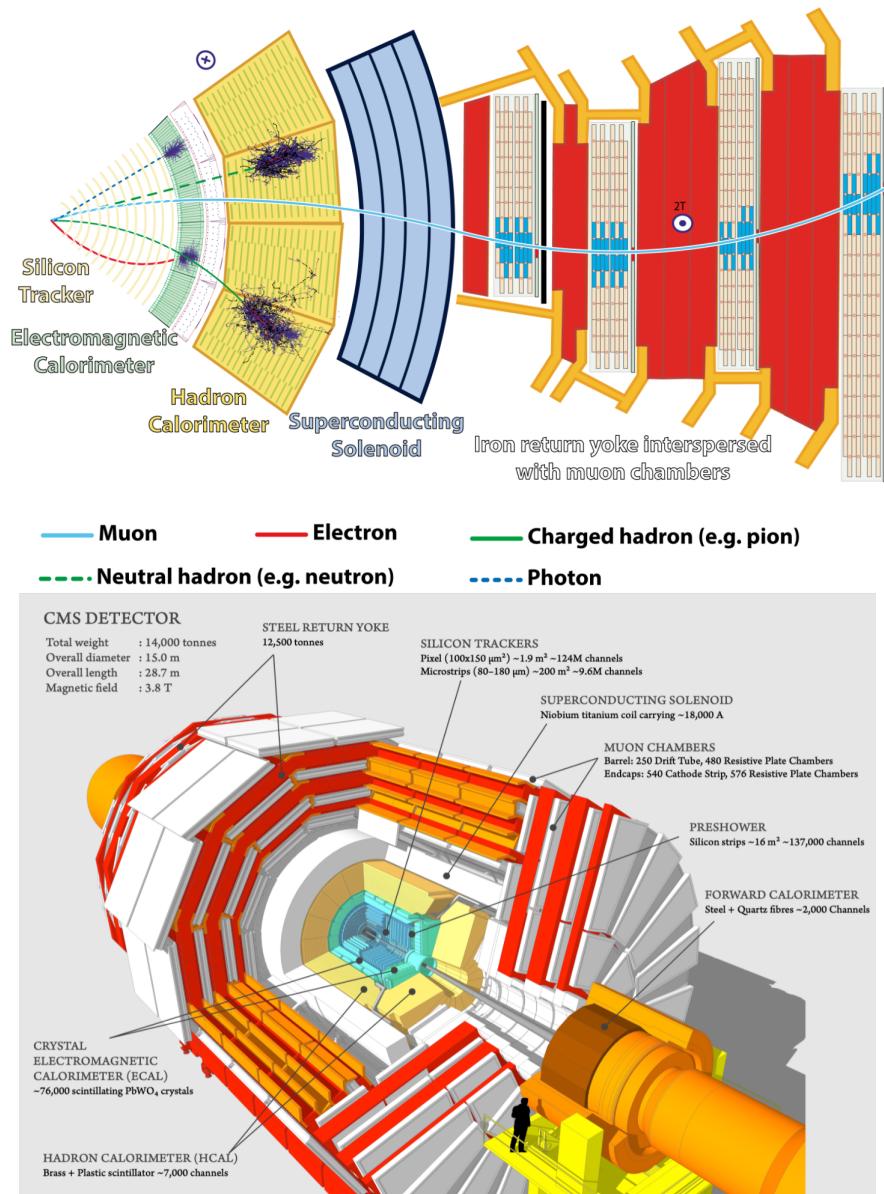 2T
Silicon
Tracker
Electromagnetic
Calorimeter
Hadron
Calorimeter
Superconducting
Solenoid
Iron return yoke interspersed
with muon chambers
Muon
Electron
Charged hadron (e.g. pion)
Neutral hadron (e.g. neutron)
Photon
CMS DETECTOR
Total weight : 14,000 tonnes
Overall diameter : 15.0 m
Overall length : 28.7 m
Magnetic field : 3.8 T
STEEL RETURN YOKE
12,500 tonnes
SILICON TRACKERS
Pixel (100x150 μm²) ~1.9 m² ~124M channels
Microstrips (80–180 μm) ~200 m² ~9.6M channels
SUPERCONDUCTING SOLENOID
Niobium titanium coil carrying ~18,000 A
MUON CHAMBERS
Barrel: 250 Drift Tube, 480 Resistive Plate Chambers
Endcaps: 540 Cathode Strip, 576 Resistive Plate Chambers
PRESHOWER
Silicon strips ~16 m² ~137,000 channels
FORWARD CALORIMETER
Steel + Quartz fibres ~2,000 Channels
CRYSTAL
ELECTROMAGNETIC
CALORIMETER (ECAL)
~76,000 scintillating PbWO₄ crystals
HADRON CALORIMETER (HCAL)
Brass + Plastic scintillator ~7,000 channels